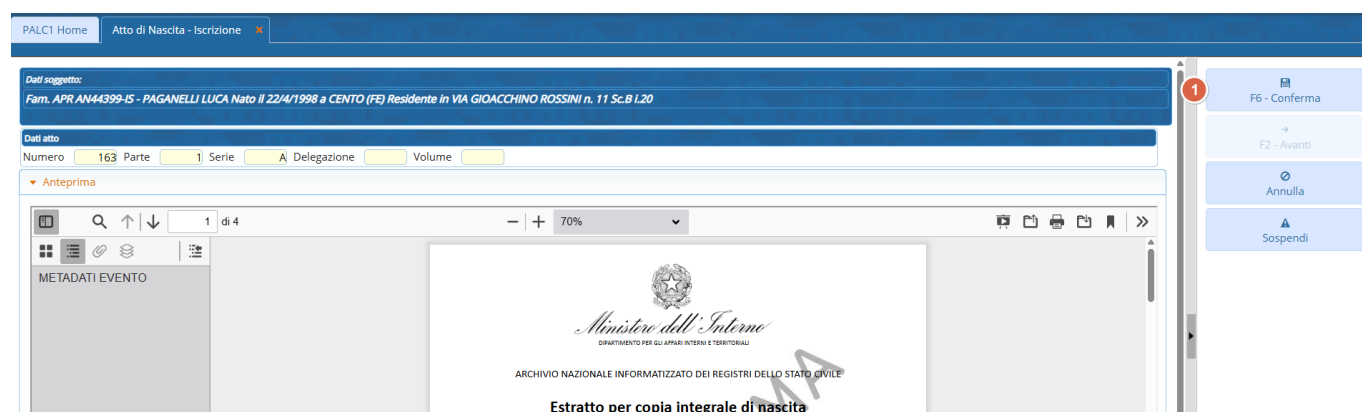 PALC1 Home
Atto di Nascita - Iscrizione ×
Dati soggetto:
Fam. APR AN44399-IS - PAGANELLI LUCA Nato il 22/4/1998 a CENTO (FE) Residente in VIA GIOACCHINO ROSSINI n. 11 Sc.B i.20
Dati atto
Numero 163 Parte 1 Serie A Delegazione Volume
Anteprima
1 di 4
70%
METADATI EVENTO
Ministero dell'Interno
DIPARTIMENTO PER GLI AFFARI INTERNI E TERRITORIALI
ARCHIVIO NAZIONALE INFORMATIZZATO DEI REGISTRI DELLO STATO CIVILE
Estratto per copia integrale di nascita
1
F6 - Conferma
F2 - Avanti
Annulla
Sospendi